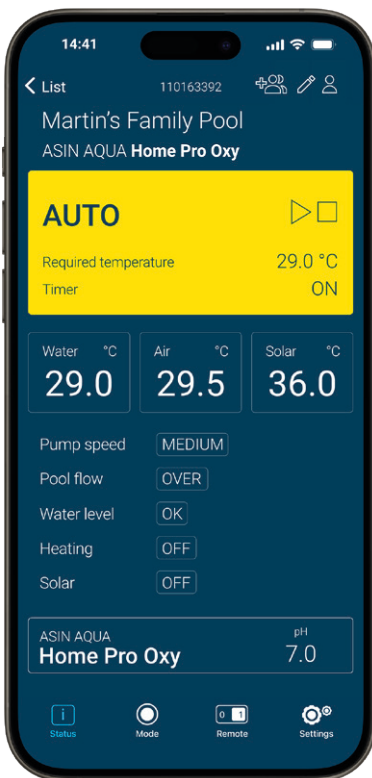 14:41
List 110163392
Martin's Family Pool
ASIN AQUA Home Pro Oxy
AUTO
Required temperature 29.0 °C
Timer ON
Water °C Air °C Solar °C
29.0 29.5 36.0
Pump speed MEDIUM
Pool flow OVER
Water level OK
Heating OFF
Solar OFF
ASIN AQUA pH
Home Pro Oxy 7.0
i 0 1
Status Mode Remote Settings